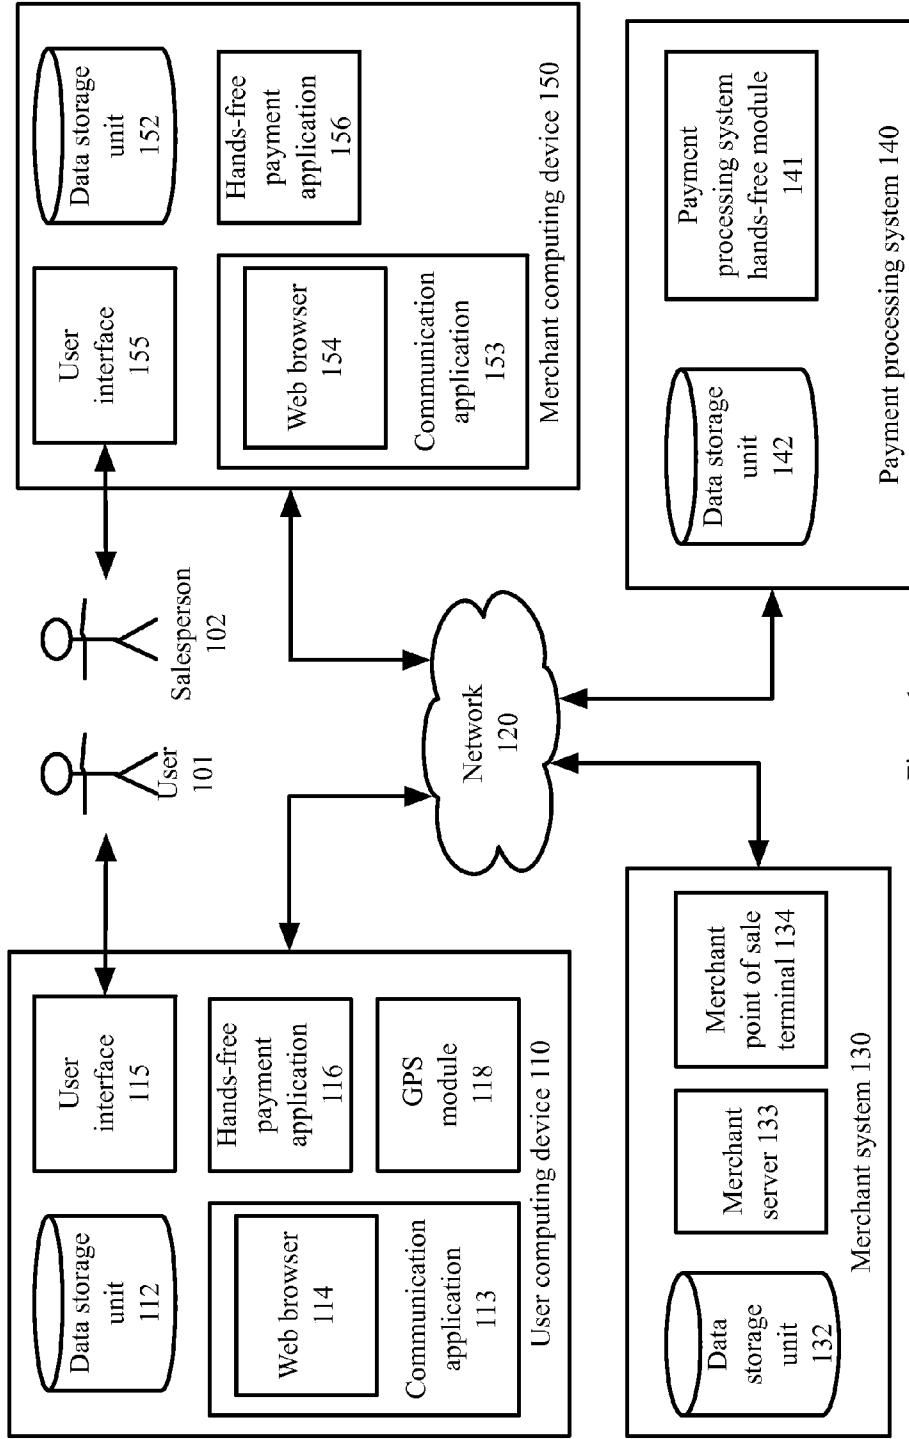 Data storage
unit
112
User
interface
115
Web browser
114
Communication
application
113
Hands-free
payment
application
116
GPS
module
118
User computing device 110
User
101
Salesperson
102
User
interface
155
Data storage
unit
152
Web browser
154
Communication
application
153
Hands-free
payment
application
156
Merchant computing device 150
Network
120
Data
storage
unit
132
Merchant
server 133
Merchant
point of sale
terminal 134
Merchant system 130
Data storage
unit
142
Payment
processing system
hands-free module
141
Payment processing system 140